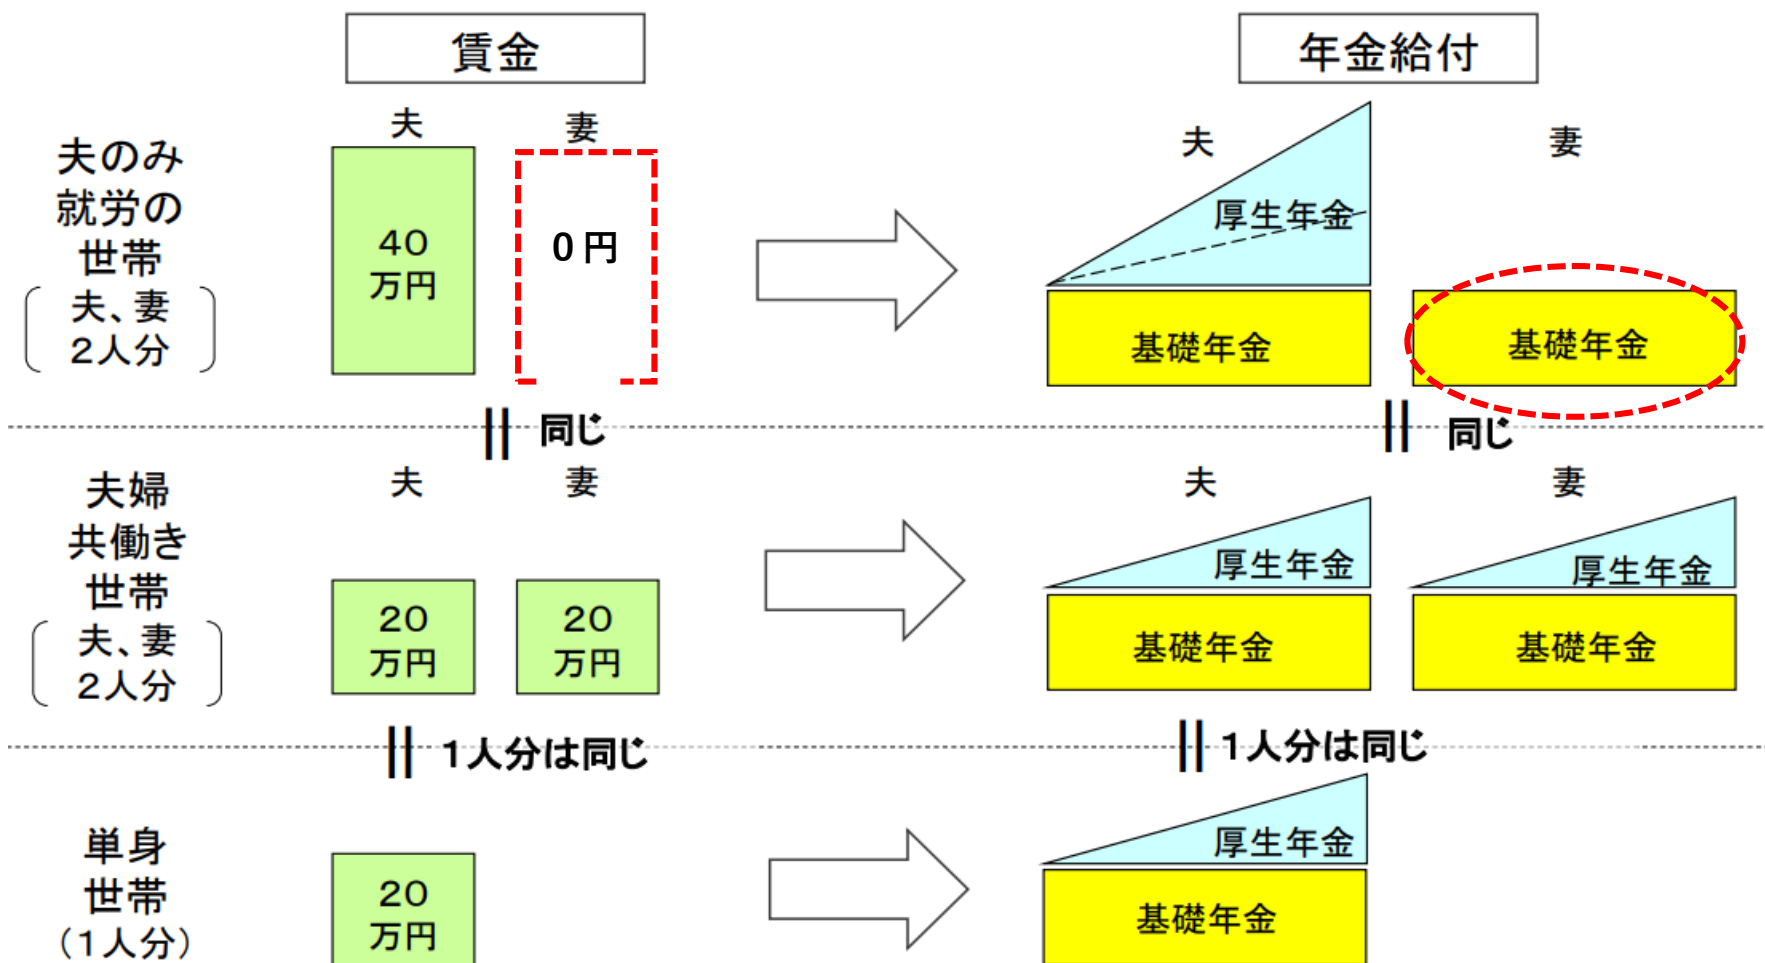 賃金
年金給付
夫のみ
就労の
世帯
夫、妻
2人分
夫
妻
40
万円
0円
夫
妻
厚生年金
基礎年金
基礎年金
同じ
同じ
夫婦
共働き
世帯
夫、妻
2人分
夫
妻
20
万円
20
万円
夫
妻
厚生年金
厚生年金
基礎年金
基礎年金
1人分は同じ
1人分は同じ
単身
世帯
(1人分)
20
万円
厚生年金
基礎年金